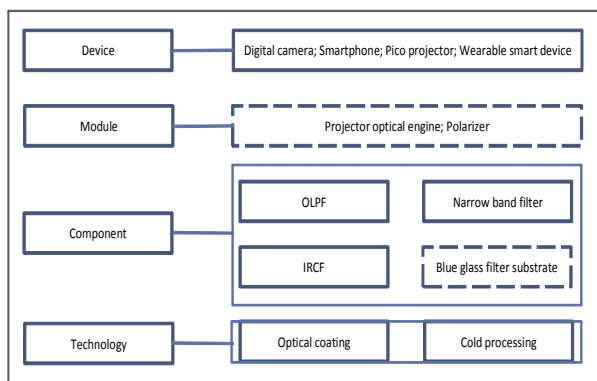 Device
Digital camera; Smartphone; Pico projector; Wearable smart device
Module
Projector optical engine; Polarizer
Component
OLPF
Narrow band filter
IRCF
Blue glass filter substrate
Technology
Optical coating
Cold processing